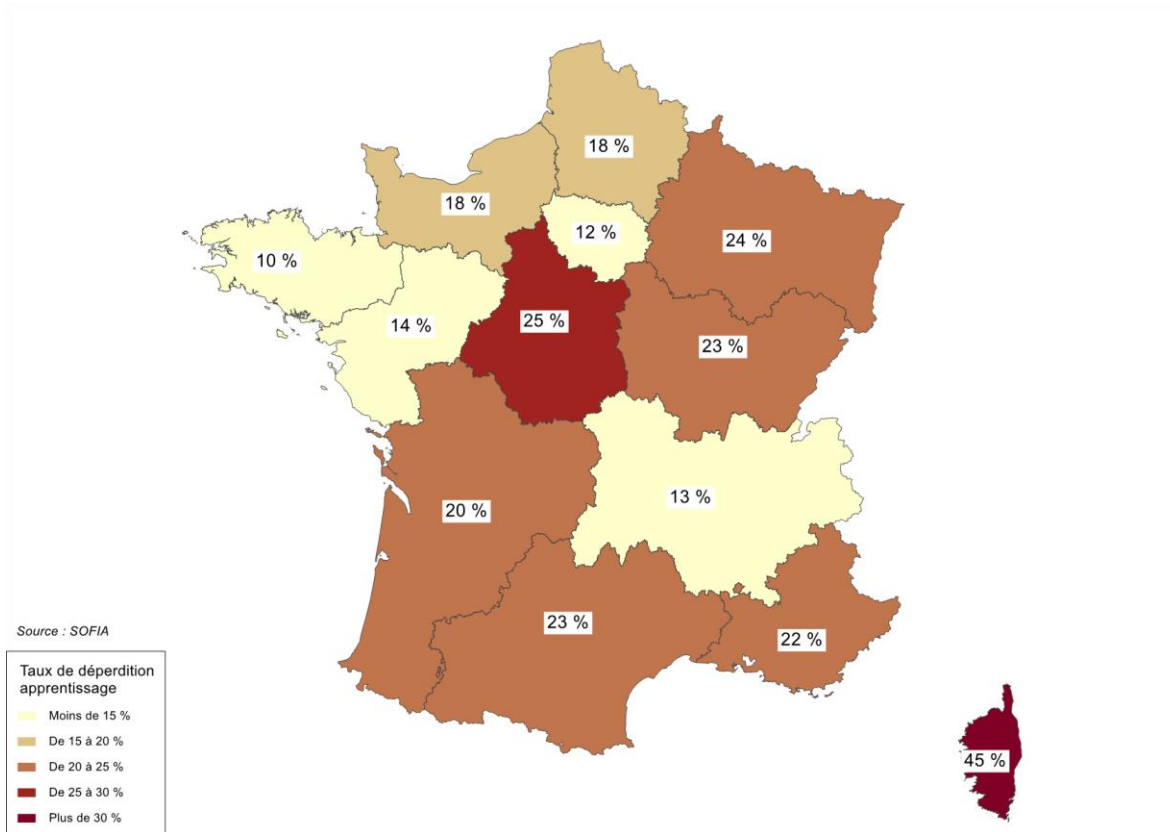 18 %
18 %
12 %
24 %
10 %
14 %
25 %
23 %
13 %
20 %
23 %
22 %
45 %
Source : SOFIA
Taux de déperdition
apprentissage
Moins de 15 %
De 15 à 20 %
De 20 à 25 %
De 25 à 30 %
Plus de 30 %